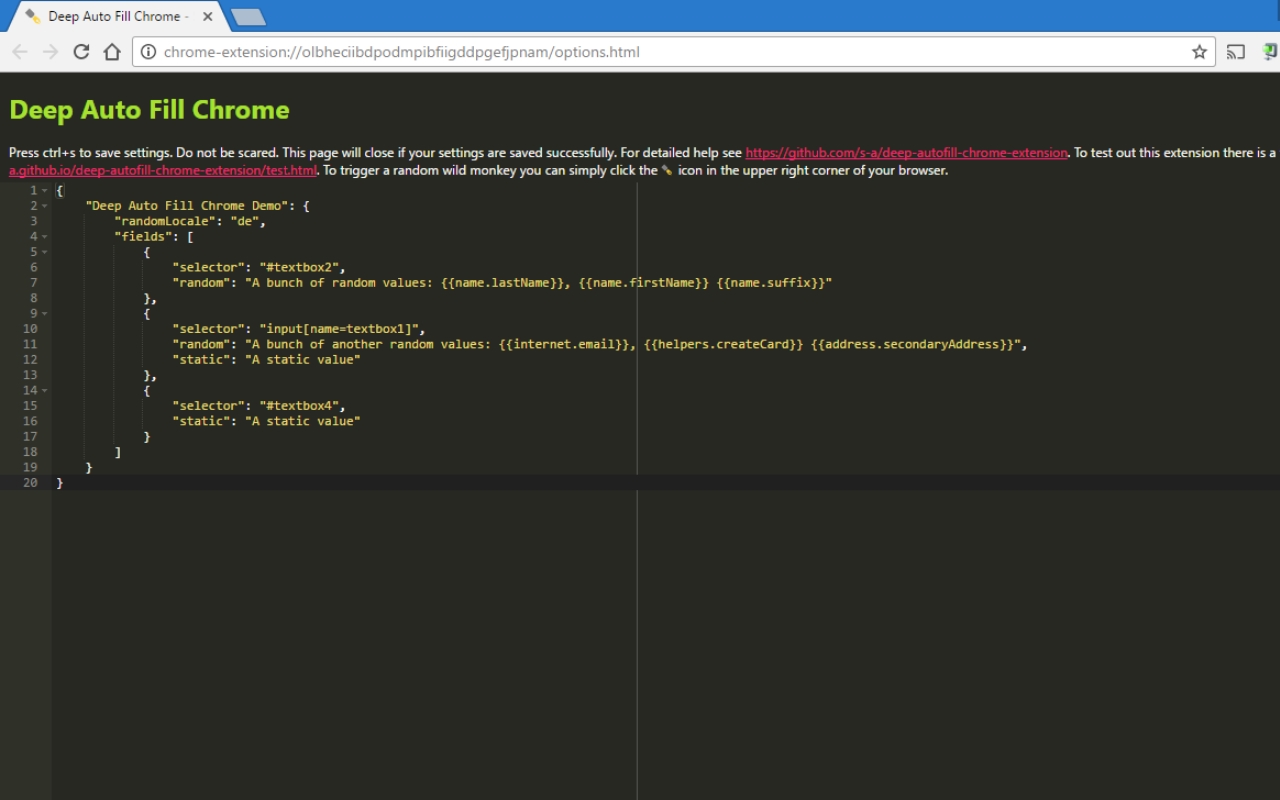 Deep Auto Fill Chrome -
chrome-extension://olbheciibdpodmpibfiigddpgefjpnam/options.html
Deep Auto Fill Chrome
Press ctrl+s to save settings. Do not be scared. This page will close if your settings are saved successfully. For detailed help see https://github.com/s-a/deep-autofill-chrome-extension. To test out this extension there is a
a.github.io/deep-autofill-chrome-extension/test.html. To trigger a random wild monkey you can simply click the icon in the upper right corner of your browser.
1 {
2 "Deep Auto Fill Chrome Demo": {
3 "randomLocale": "de",
4 "fields": [
5 {
6 "selector": "#textbox2",
7 "random": "A bunch of random values: {{name.lastName}}, {{name.firstName}} {{name.suffix}}"
8 },
9 {
10 "selector": "input[name=textbox1]",
11 "random": "A bunch of another random values: {{internet.email}}, {{helpers.createCard}} {{address.secondaryAddress}}",
12 "static": "A static value"
13 },
14 {
15 "selector": "#textbox4",
16 "static": "A static value"
17 }
18 ]
19 }
20 }